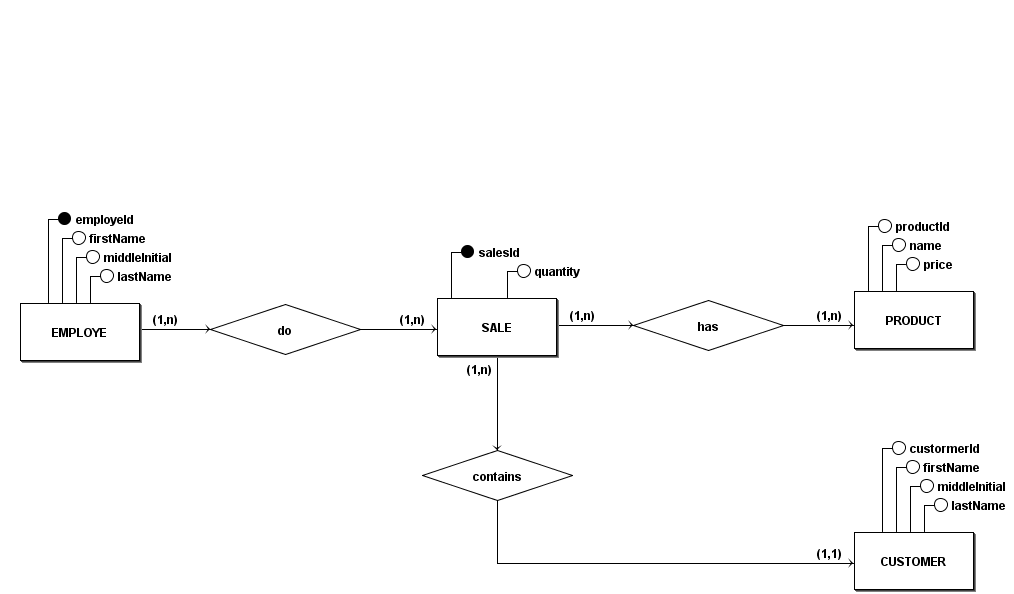 employeId
firstName
middleInitial
lastName
EMPLOYE
(1,n)
do
(1,n)
salesId
quantity
SALE
(1,n)
has
(1,n)
productId
name
price
PRODUCT
(1,n)
contains
(1,1)
custormerId
firstName
middleInitial
lastName
CUSTOMER